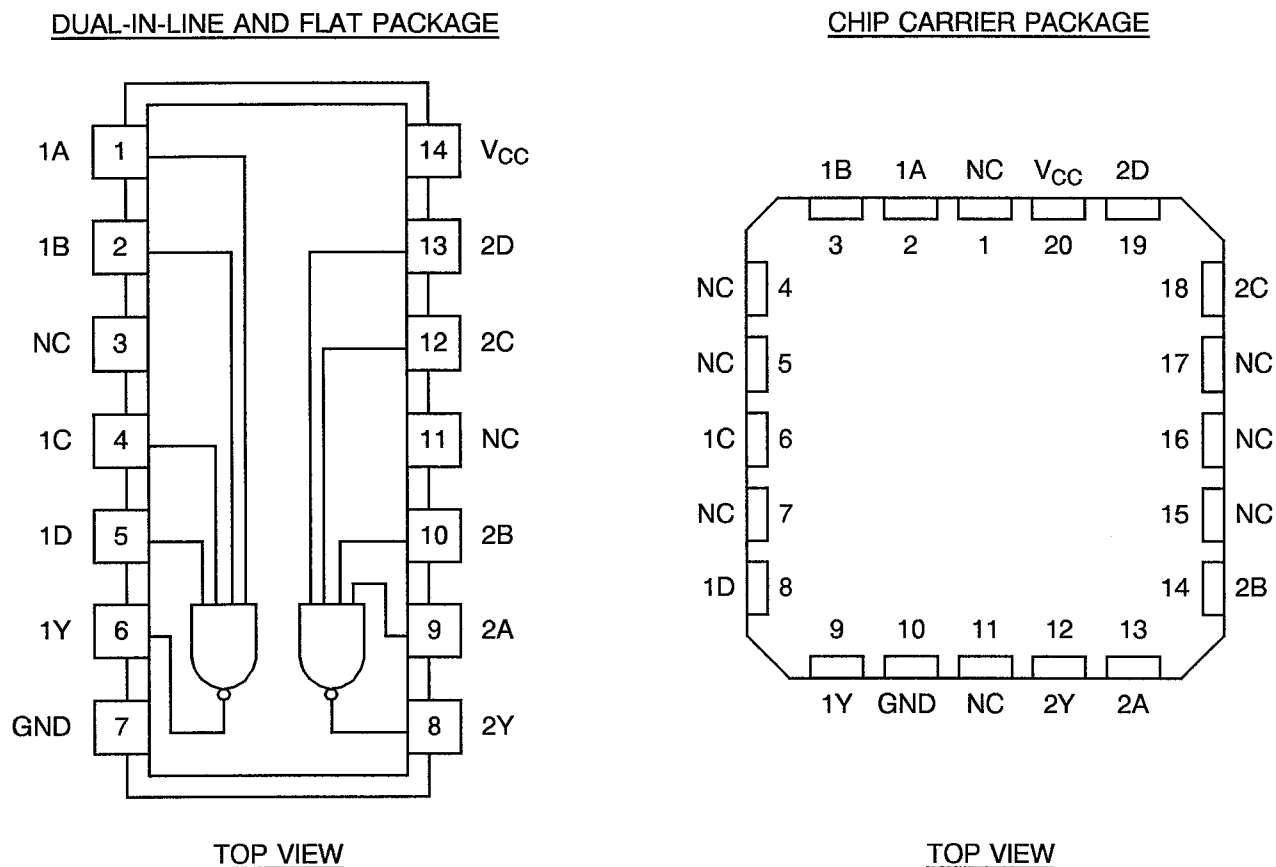 DUAL-IN-LINE AND FLAT PACKAGE
1A 1 14 VCC
1B 2 13 2D
NC 3 12 2C
1C 4 11 NC
1D 5 10 2B
1Y 6 9 2A
GND 7 8 2Y
TOP VIEW
CHIP CARRIER PACKAGE
1B 1A NC VCC 2D
3 2 1 20 19
NC 4 18 2C
NC 5 17 NC
1C 6 16 NC
NC 7 15 NC
1D 8 14 2B
9 10 11 12 13
1Y GND NC 2Y 2A
TOP VIEW